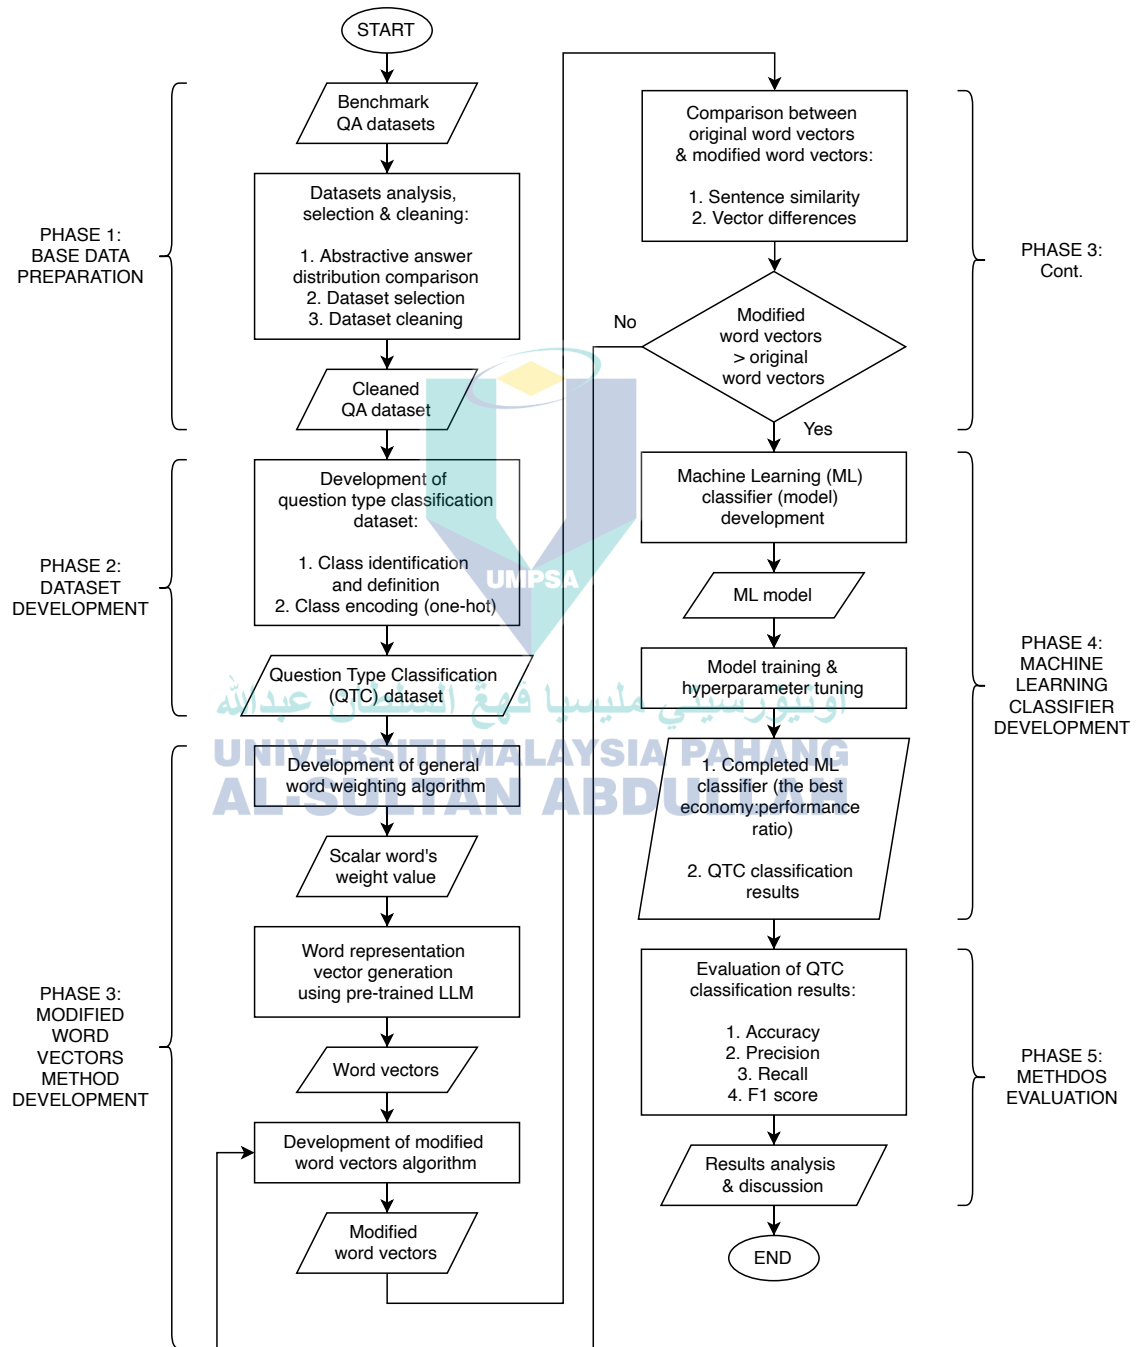 START
Benchmark
QA datasets
Datasets analysis,
selection & cleaning:
1. Abstractive answer
distribution comparison
2. Dataset selection
3. Dataset cleaning
Cleaned
QA dataset
PHASE 1:
BASE DATA
PREPARATION
Development of
question type classification
dataset:
1. Class identification
and definition
2. Class encoding (one-hot)
Question Type Classification
(QTC) dataset
PHASE 2:
DATASET
DEVELOPMENT
Development of general
word weighting algorithm
Scalar word's
weight value
Word representation
vector generation
using pre-trained LLM
Word vectors
Development of modified
word vectors algorithm
Modified
word vectors
PHASE 3:
MODIFIED
WORD
VECTORS
METHOD
DEVELOPMENT
Comparison between
original word vectors
& modified word vectors:
1. Sentence similarity
2. Vector differences
Modified
word vectors
> original
word vectors
No
Yes
PHASE 3:
Cont.
Machine Learning (ML)
classifier (model)
development
ML model
Model training &
hyperparameter tuning
1. Completed ML
classifier (the best
economy:performance
ratio)
2. QTC classification
results
PHASE 4:
MACHINE
LEARNING
CLASSIFIER
DEVELOPMENT
Evaluation of QTC
classification results:
1. Accuracy
2. Precision
3. Recall
4. F1 score
Results analysis
& discussion
END
PHASE 5:
METHDOS
EVALUATION
UMPSA
اونيۏرسيتي مليسيا ڤهڠ السلطان عبدالله
UNIVERSITI MALAYSIA PAHANG
AL-SULTAN ABDULLAH